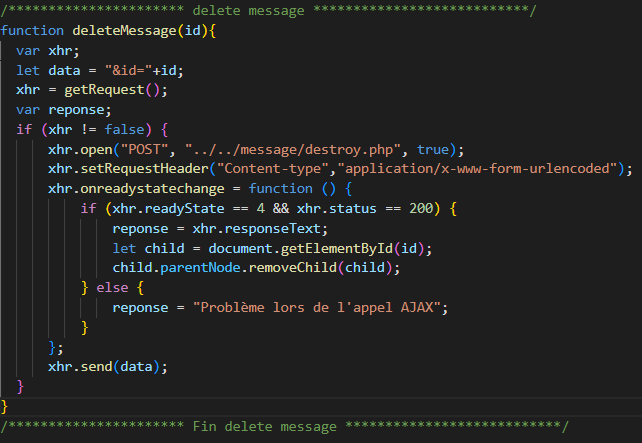 /********************** delete message ***************************/
function deleteMessage(id){
  var xhr;
  let data = "&id="+id;
  xhr = getRequest();
  var reponse;
  if (xhr != false) {
      xhr.open("POST", "../../message/destroy.php", true);
      xhr.setRequestHeader("Content-type","application/x-www-form-urlencoded");
      xhr.onreadystatechange = function () {
          if (xhr.readyState == 4 && xhr.status == 200) {
              reponse = xhr.responseText;
              let child = document.getElementById(id);
              child.parentNode.removeChild(child);
          } else {
              reponse = "Problème lors de l'appel AJAX";
          }
      };
      xhr.send(data);
  }
}
/********************** Fin delete message ***************************/